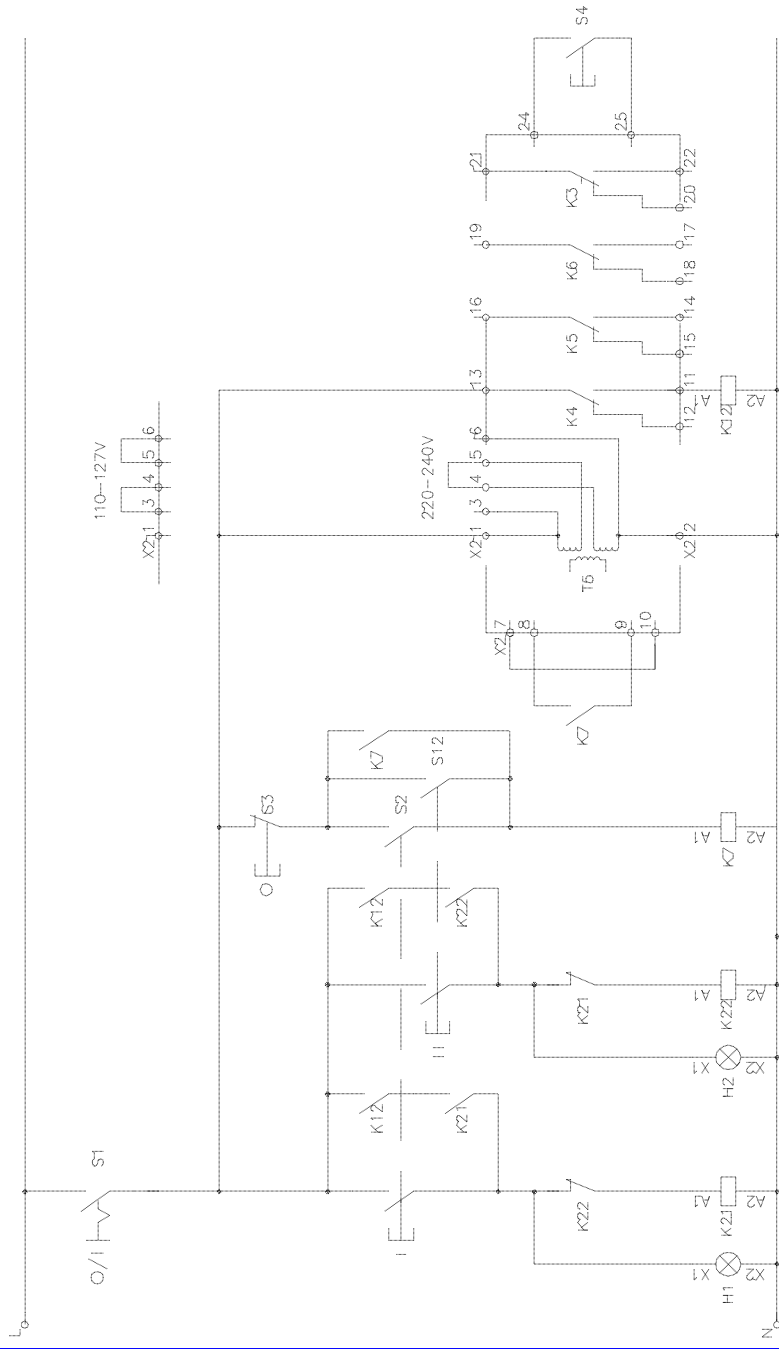 L
O/I S1
110-127V
X2 1 3 4 5 6
O S3
K12 K12 K7
I S2
II S12
220-240V
K21 K22
X2 1 3 4 5 6 13 16 19 21
X2 7
8 24
K22 K21 K7 T6 K4 K5 K6 K3 S4
9 25
10
X2 2 12 11 15 14 18 17 20 22
X1 A1 X1 A1 A1 A1
H1 K21 H2 K22 K7 K12
X2 A2 X2 A2 A2 A2
N